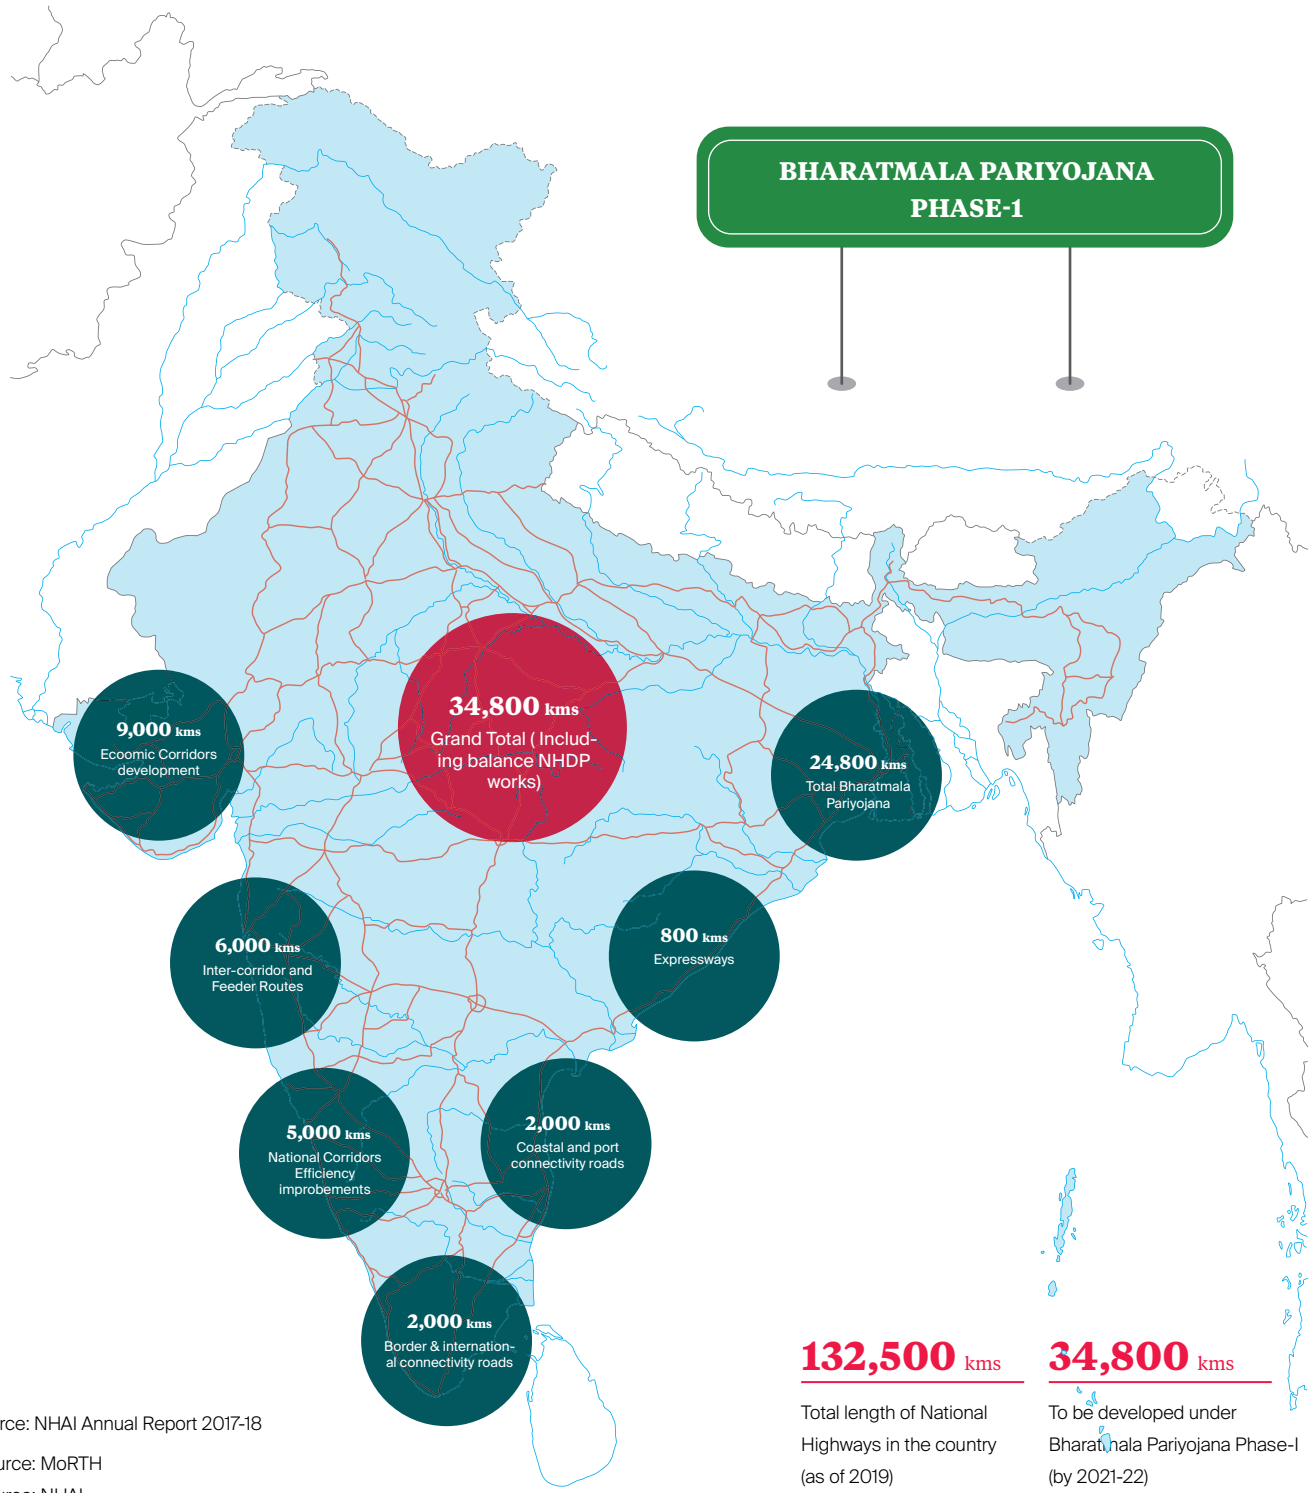 BHARATMALA PARIYOJANA
PHASE-1
34,800 kms
Grand Total ( Includ-
ing balance NHDP
works)
9,000 kms
Ecoomic Corridors
development
24,800 kms
Total Bharatmala
Pariyojana
6,000 kms
Inter-corridor and
Feeder Routes
800 kms
Expressways
5,000 kms
National Corridors
Efficiency
improbements
2,000 kms
Coastal and port
connectivity roads
2,000 kms
Border & internation-
al connectivity roads
132,500 kms
Total length of National
Highways in the country
(as of 2019)
34,800 kms
To be developed under
Bharatmala Pariyojana Phase-I
(by 2021-22)
rce: NHAI Annual Report 2017-18
urce: MoRTH